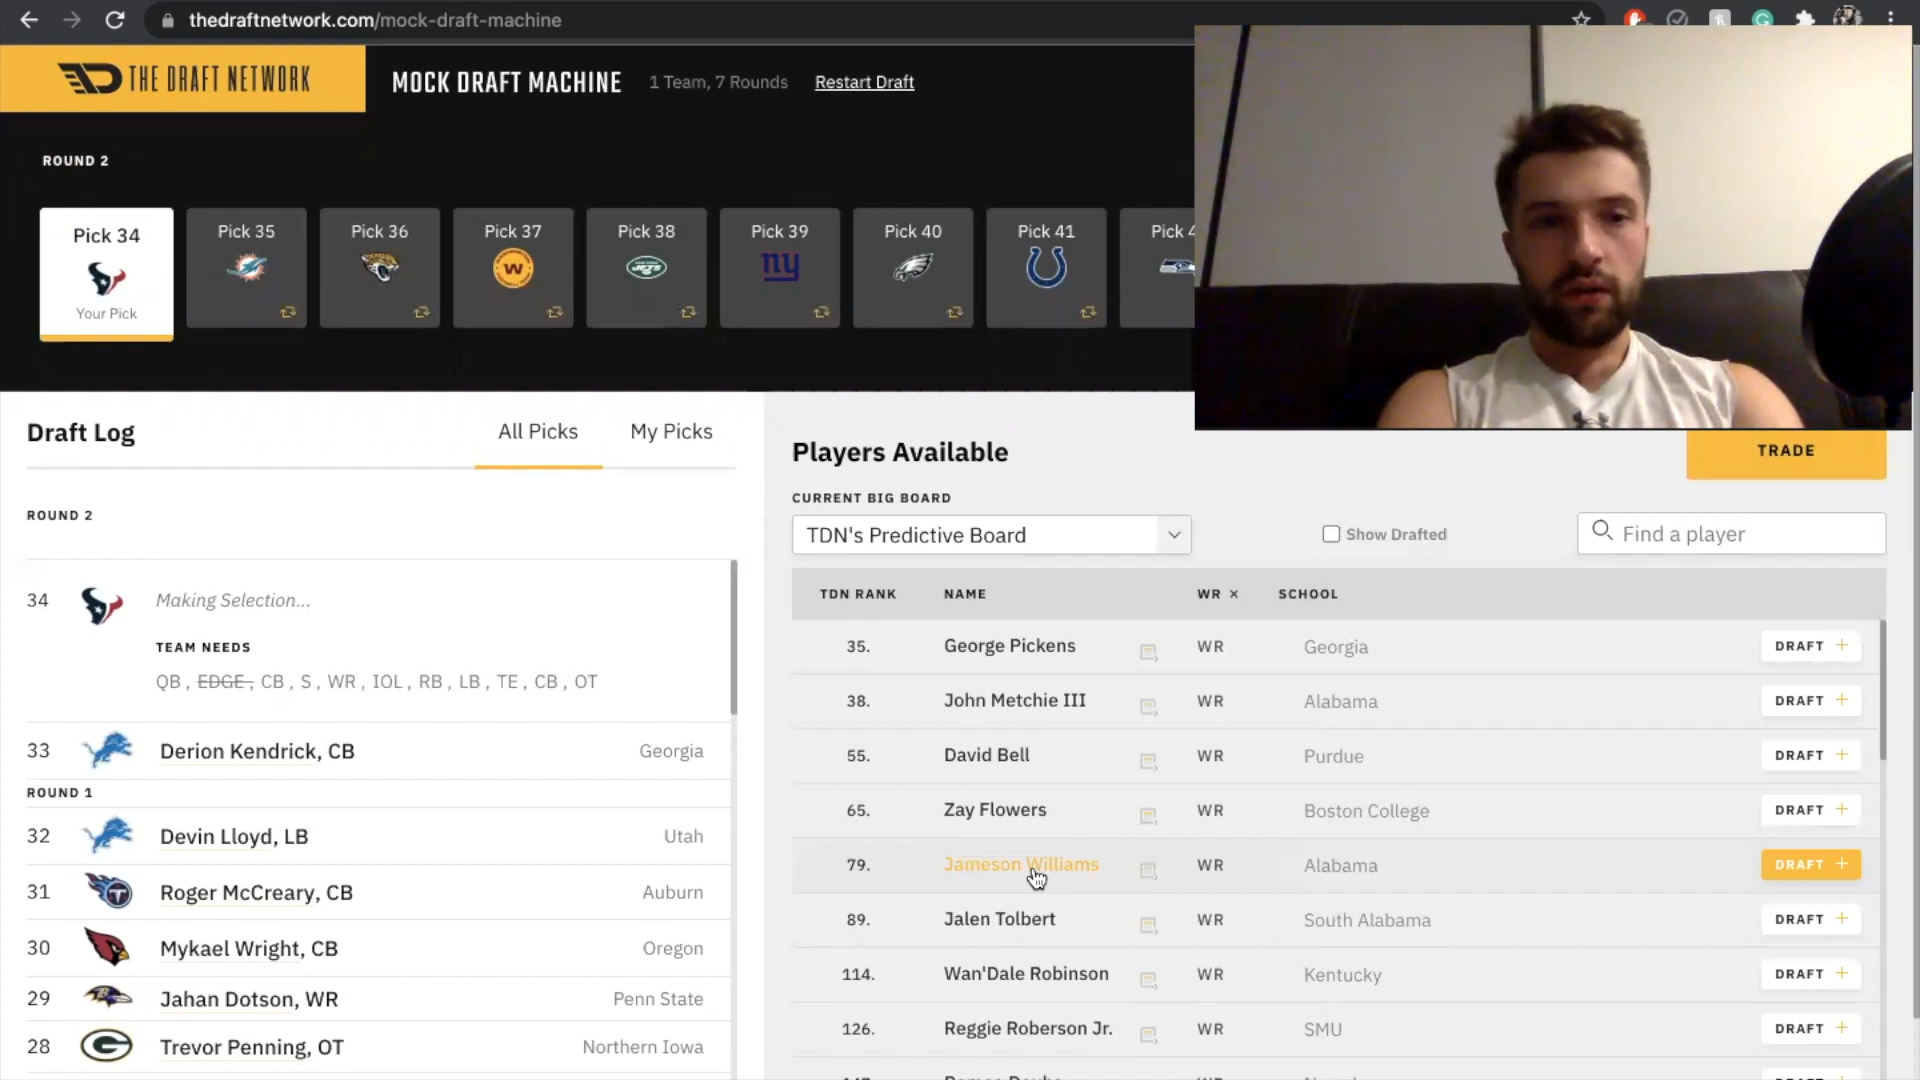 thedraftnetwork.com/mock-draft-machine
THE DRAFT NETWORK
MOCK DRAFT MACHINE
1 Team, 7 Rounds
Restart Draft
ROUND 2
Pick 34
Your Pick
Pick 35
Pick 36
Pick 37
W
Pick 38
JETS
Pick 39
ny
Pick 40
Pick 41
Pick 4
Draft Log
All Picks
My Picks
ROUND 2
34
Making Selection...
TEAM NEEDS
QB , EDGE , CB , S , WR , IOL , RB , LB , TE , CB , OT
33 Derion Kendrick, CB Georgia
ROUND 1
32 Devin Lloyd, LB Utah
31 Roger McCreary, CB Auburn
30 Mykael Wright, CB Oregon
29 Jahan Dotson, WR Penn State
28 Trevor Penning, OT Northern Iowa
Players Available
TRADE
CURRENT BIG BOARD
TDN's Predictive Board
Show Drafted
Find a player
TDN RANK NAME WR × SCHOOL
35. George Pickens WR Georgia DRAFT +
38. John Metchie III WR Alabama DRAFT +
55. David Bell WR Purdue DRAFT +
65. Zay Flowers WR Boston College DRAFT +
79. Jameson Williams WR Alabama DRAFT +
89. Jalen Tolbert WR South Alabama DRAFT +
114. Wan'Dale Robinson WR Kentucky DRAFT +
126. Reggie Roberson Jr. WR SMU DRAFT +